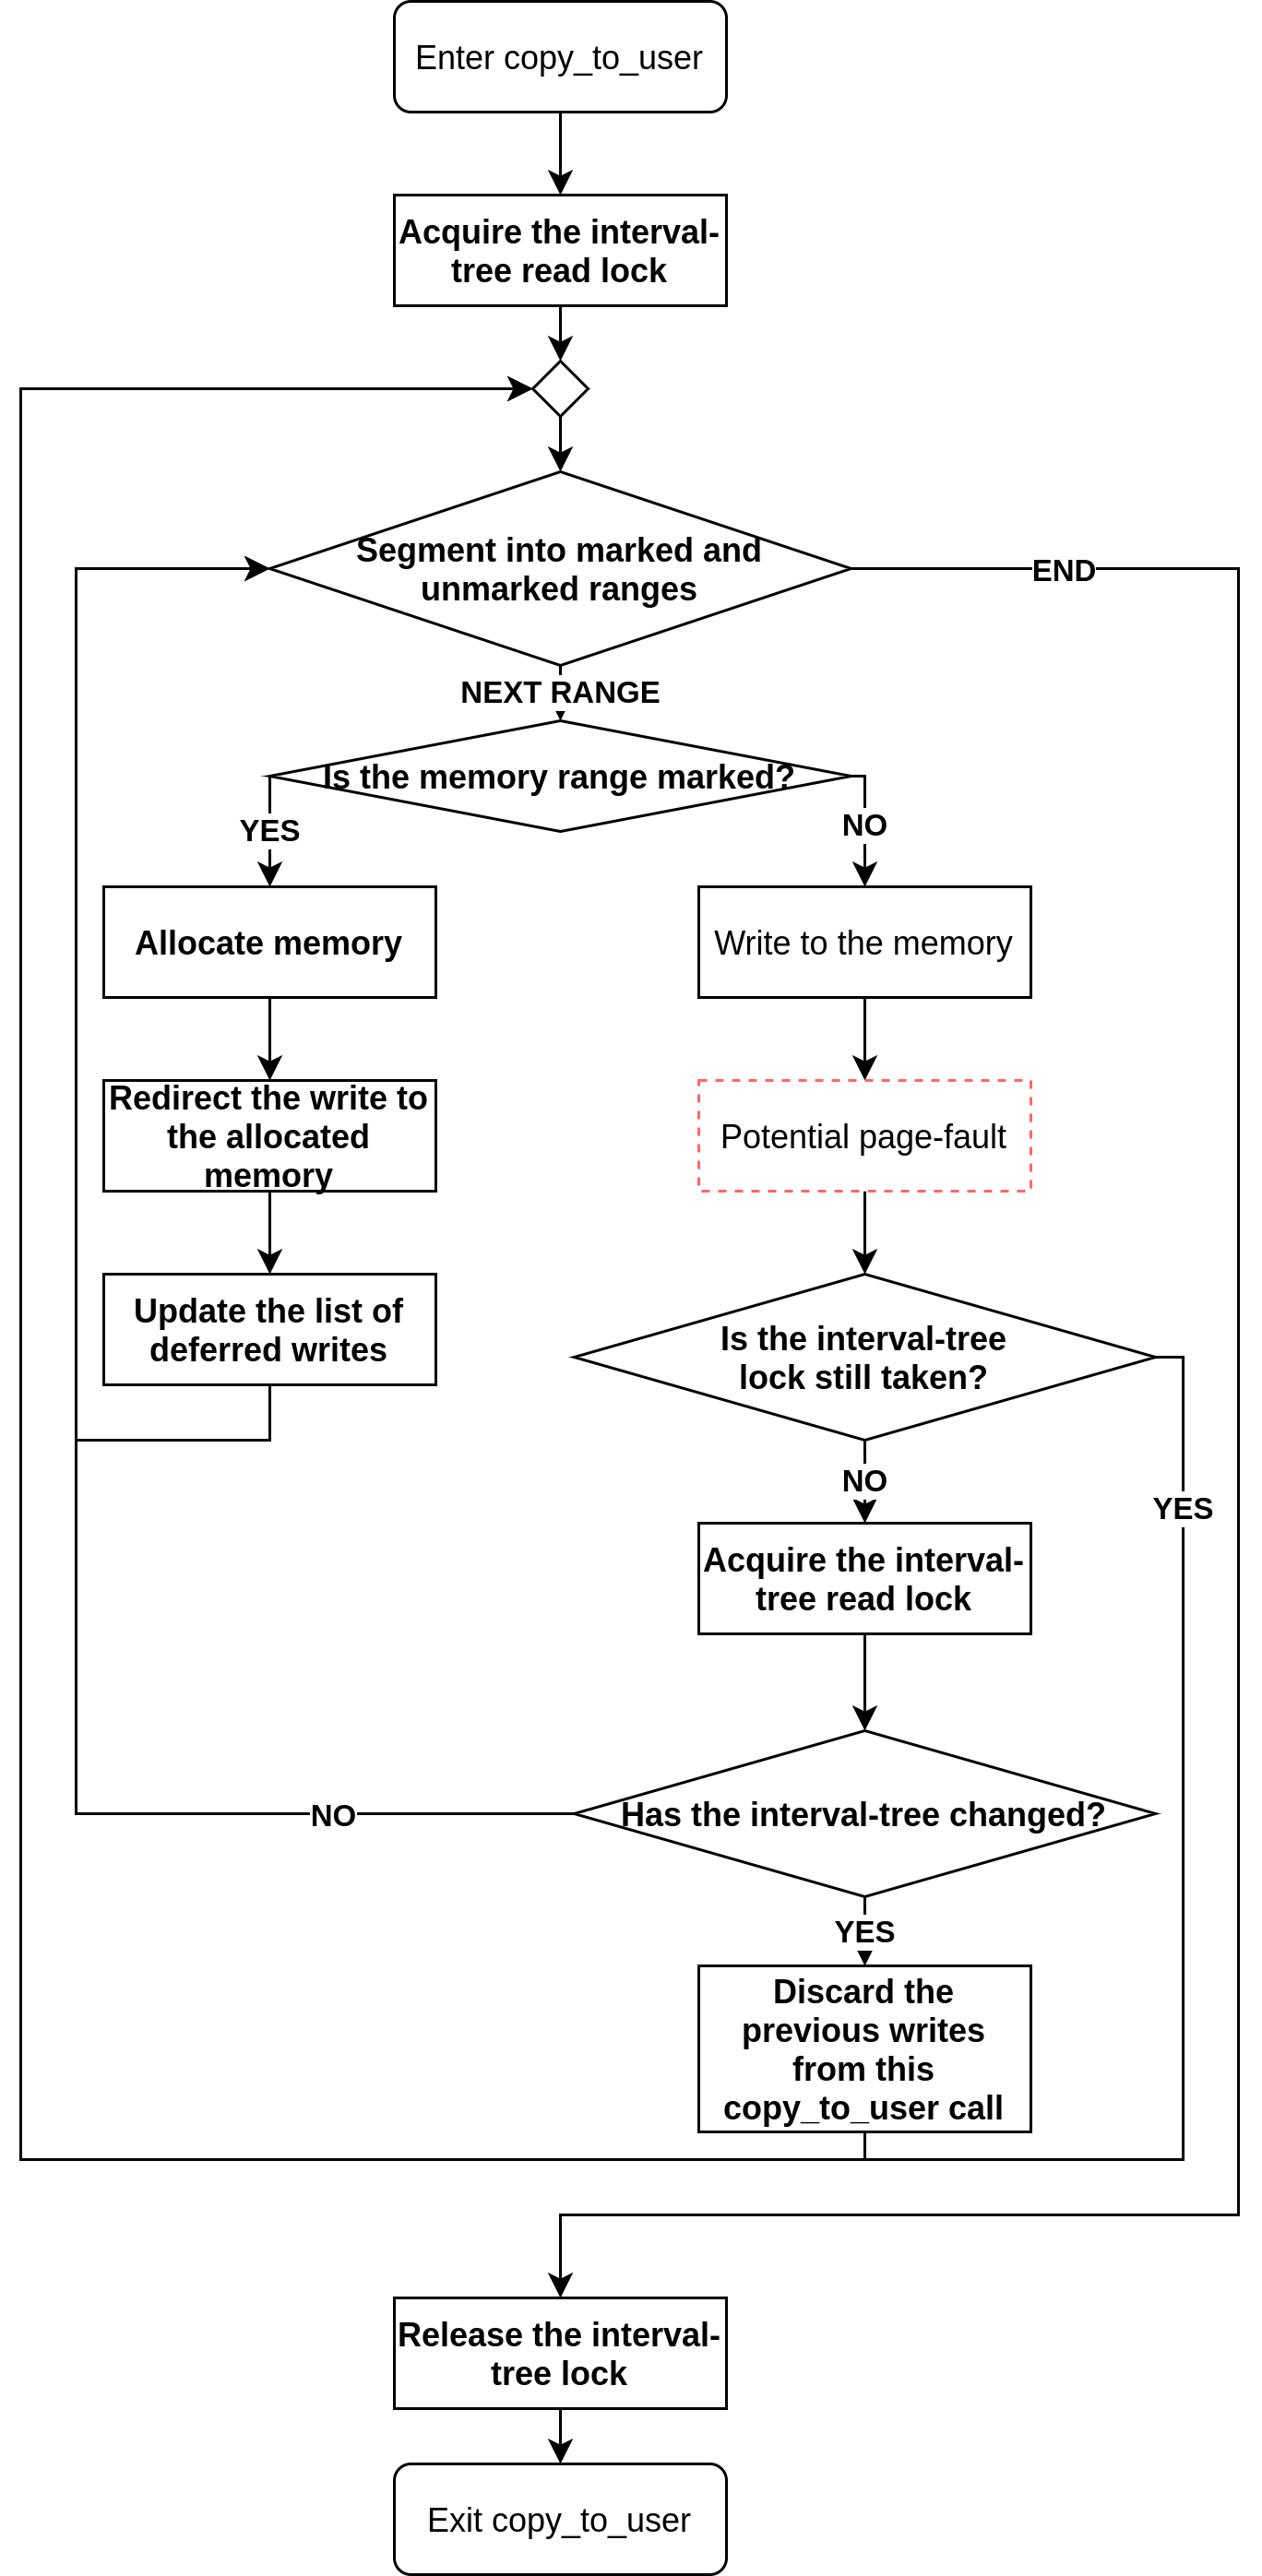 Enter copy_to_user
Acquire the interval-
tree read lock
Segment into marked and
unmarked ranges
END
NEXT RANGE
Is the memory range marked?
YES
NO
Allocate memory
Write to the memory
Redirect the write to
the allocated
memory
Potential page-fault
Update the list of
deferred writes
Is the interval-tree
lock still taken?
NO
YES
Acquire the interval-
tree read lock
Has the interval-tree changed?
NO
YES
Discard the
previous writes
from this
copy_to_user call
Release the interval-
tree lock
Exit copy_to_user